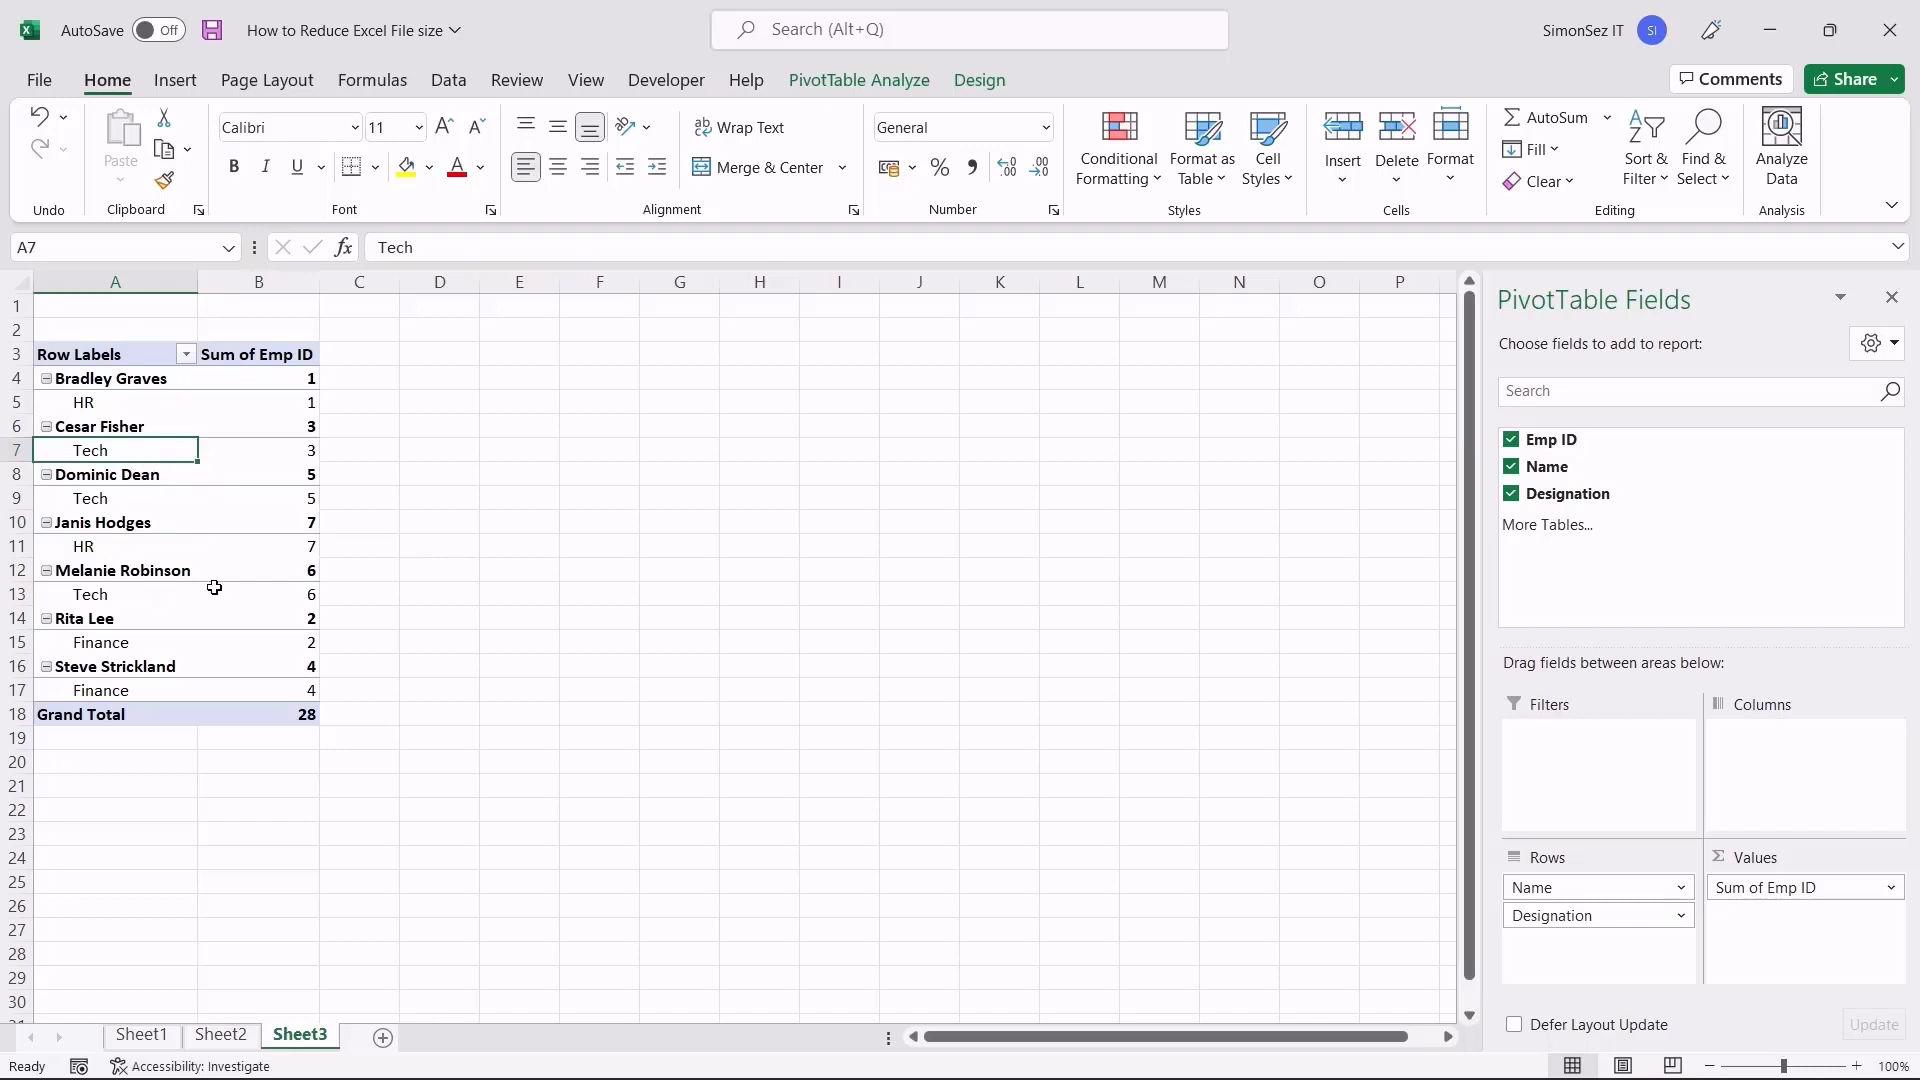 AutoSave Off How to Reduce Excel File size Search (Alt+Q) SimonSez IT SI
File Home Insert Page Layout Formulas Data Review View Developer Help PivotTable Analyze Design Comments Share
Paste
Calibri 11
B I U A
ab Wrap Text
Merge & Center
General
Conditional Formatting
Format as Table
Cell Styles
Insert Delete Format
AutoSum
Fill
Clear
Sort & Filter
Find & Select
Analyze Data
Undo Clipboard Font Alignment Number Styles Cells Editing Analysis
A7 fx Tech
A B C D E F G H I J K L M N O P
1
2
3 Row Labels Sum of Emp ID
4 Bradley Graves 1
5 HR 1
6 Cesar Fisher 3
7 Tech 3
8 Dominic Dean 5
9 Tech 5
10 Janis Hodges 7
11 HR 7
12 Melanie Robinson 6
13 Tech 6
14 Rita Lee 2
15 Finance 2
16 Steve Strickland 4
17 Finance 4
18 Grand Total 28
19
20
21
22
23
24
25
26
27
28
29
30
PivotTable Fields
Choose fields to add to report:
Search
Emp ID
Name
Designation
More Tables...
Drag fields between areas below:
Filters Columns
Rows Values
Name Sum of Emp ID
Designation
Defer Layout Update Update
Sheet1 Sheet2 Sheet3
Ready Accessibility: Investigate 100%